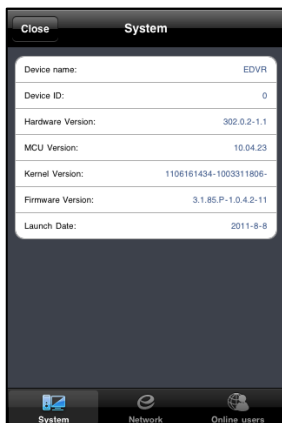 Close System
Device name: EDVR
Device ID: 0
Hardware Version: 302.0.2-1.1
MCU Version: 10.04.23
Kernel Version: 1106161434-1003311806-
Firmware Version: 3.1.85.P-1.0.4.2-11
Launch Date: 2011-8-8
System Network Online users